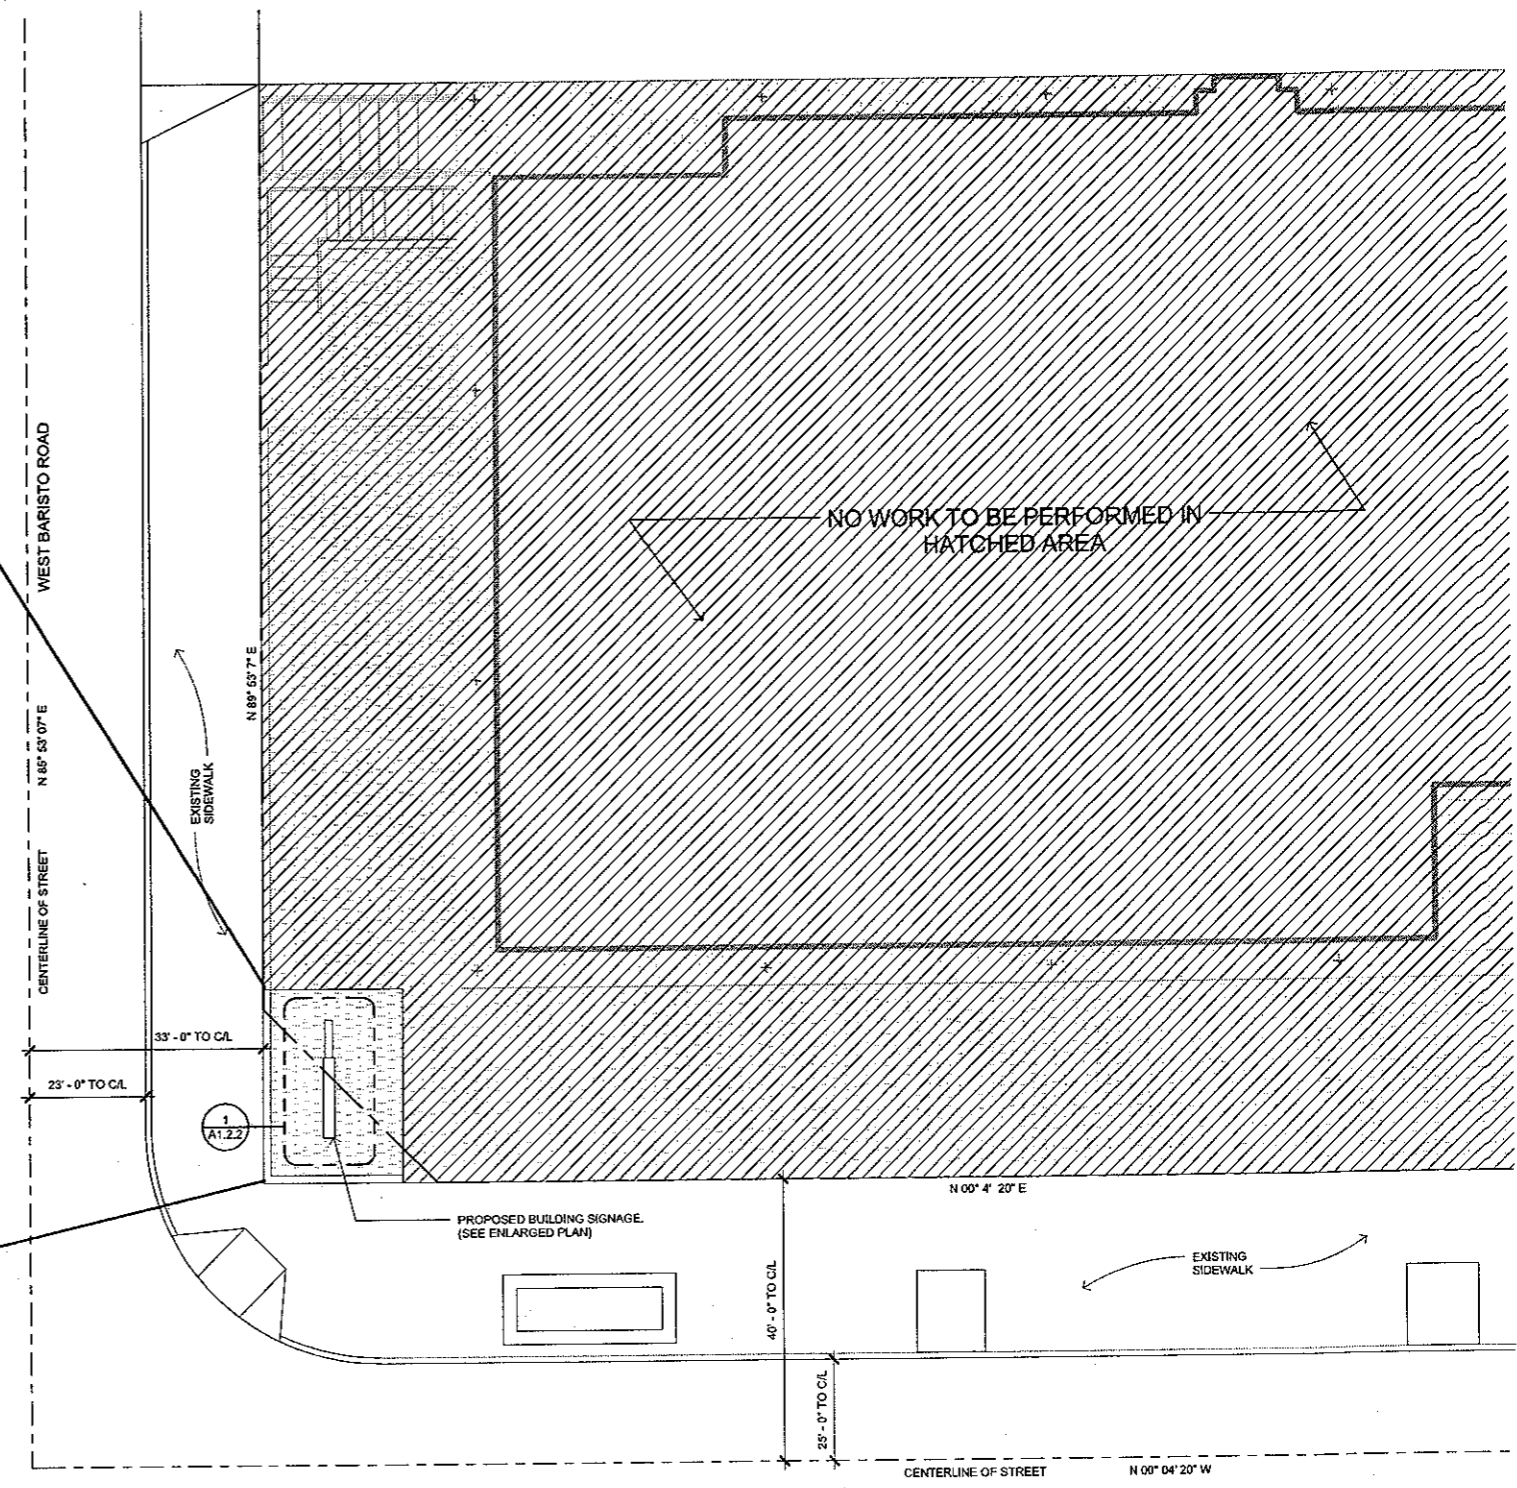 WEST BARISTO ROAD
NO WORK TO BE PERFORMED IN
HATCHED AREA
N 89° 53' 7" E
N 86° 53' 07" E
EXISTING
SIDEWALK
CENTERLINE OF STREET
33' - 0" TO C/L
23' - 0" TO C/L
1
A1.2.2
N 00° 4' 20" E
PROPOSED BUILDING SIGNAGE.
(SEE ENLARGED PLAN)
EXISTING
SIDEWALK
40' - 0" TO C/L
25' - 0" TO C/L
CENTERLINE OF STREET
N 00° 04' 20" W